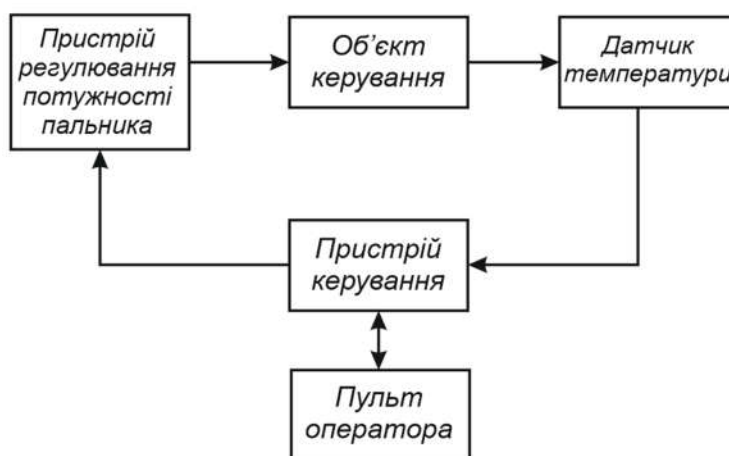 Пристрій
регулювання
потужності
пальника
Об’єкт
керування
Датчик
температури
Пристрій
керування
Пульт
оператора